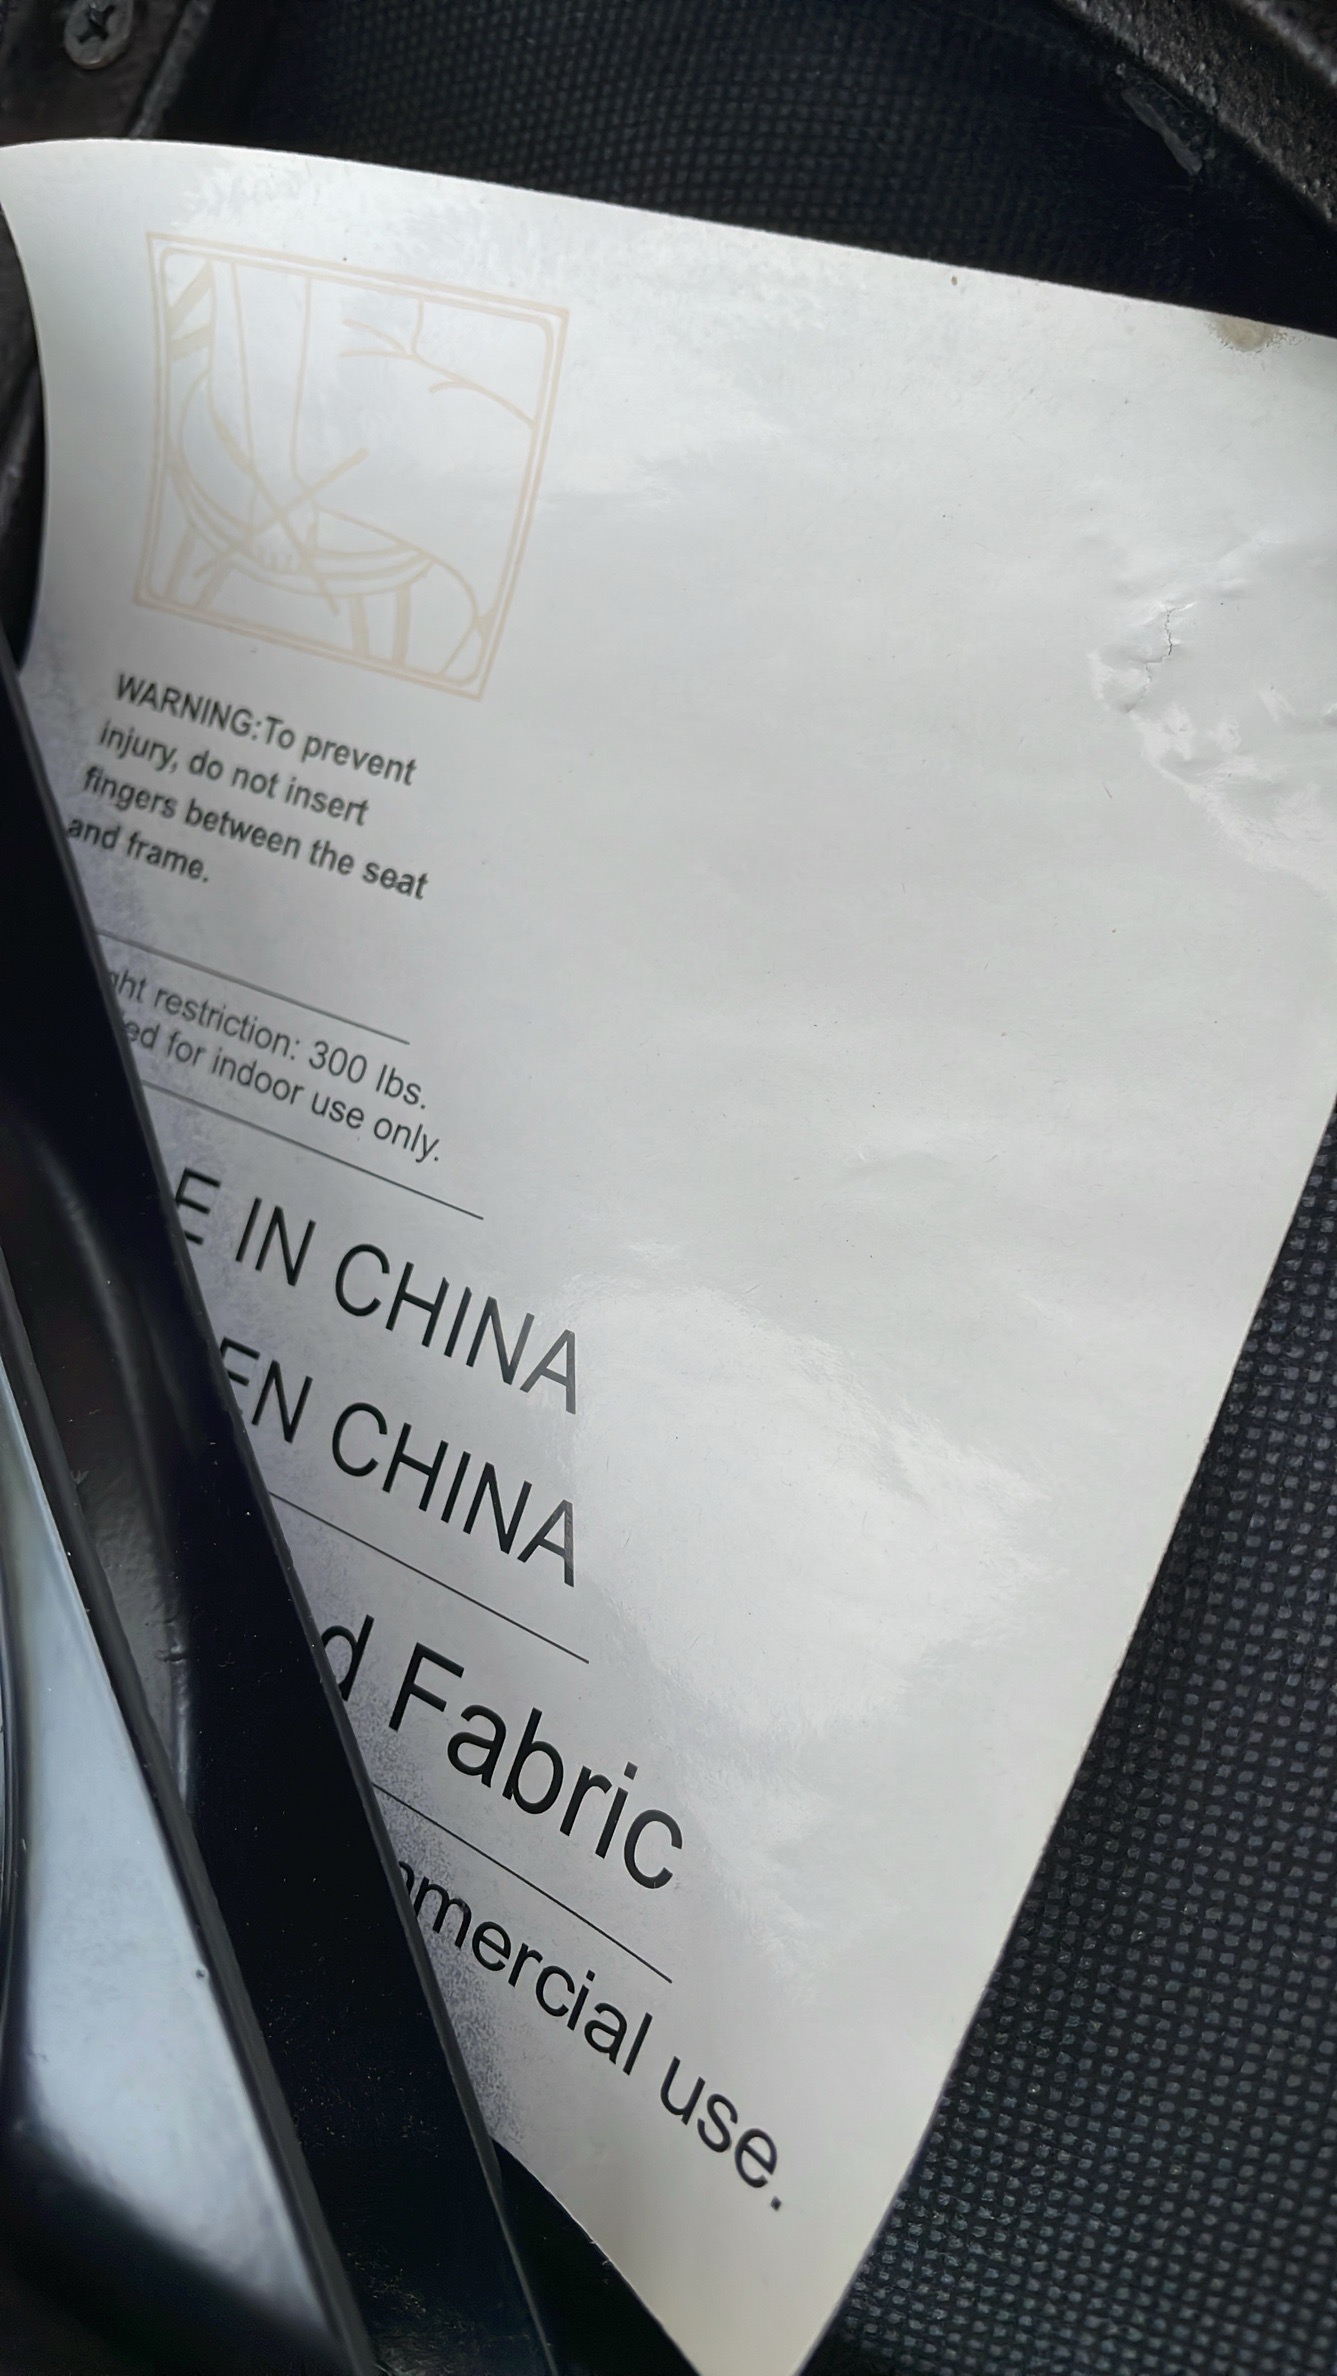 WARNING:To prevent
injury, do not insert
fingers between the seat
and frame.
ght restriction: 300 lbs.
ed for indoor use only.
E IN CHINA
EN CHINA
d Fabric
mmercial use.